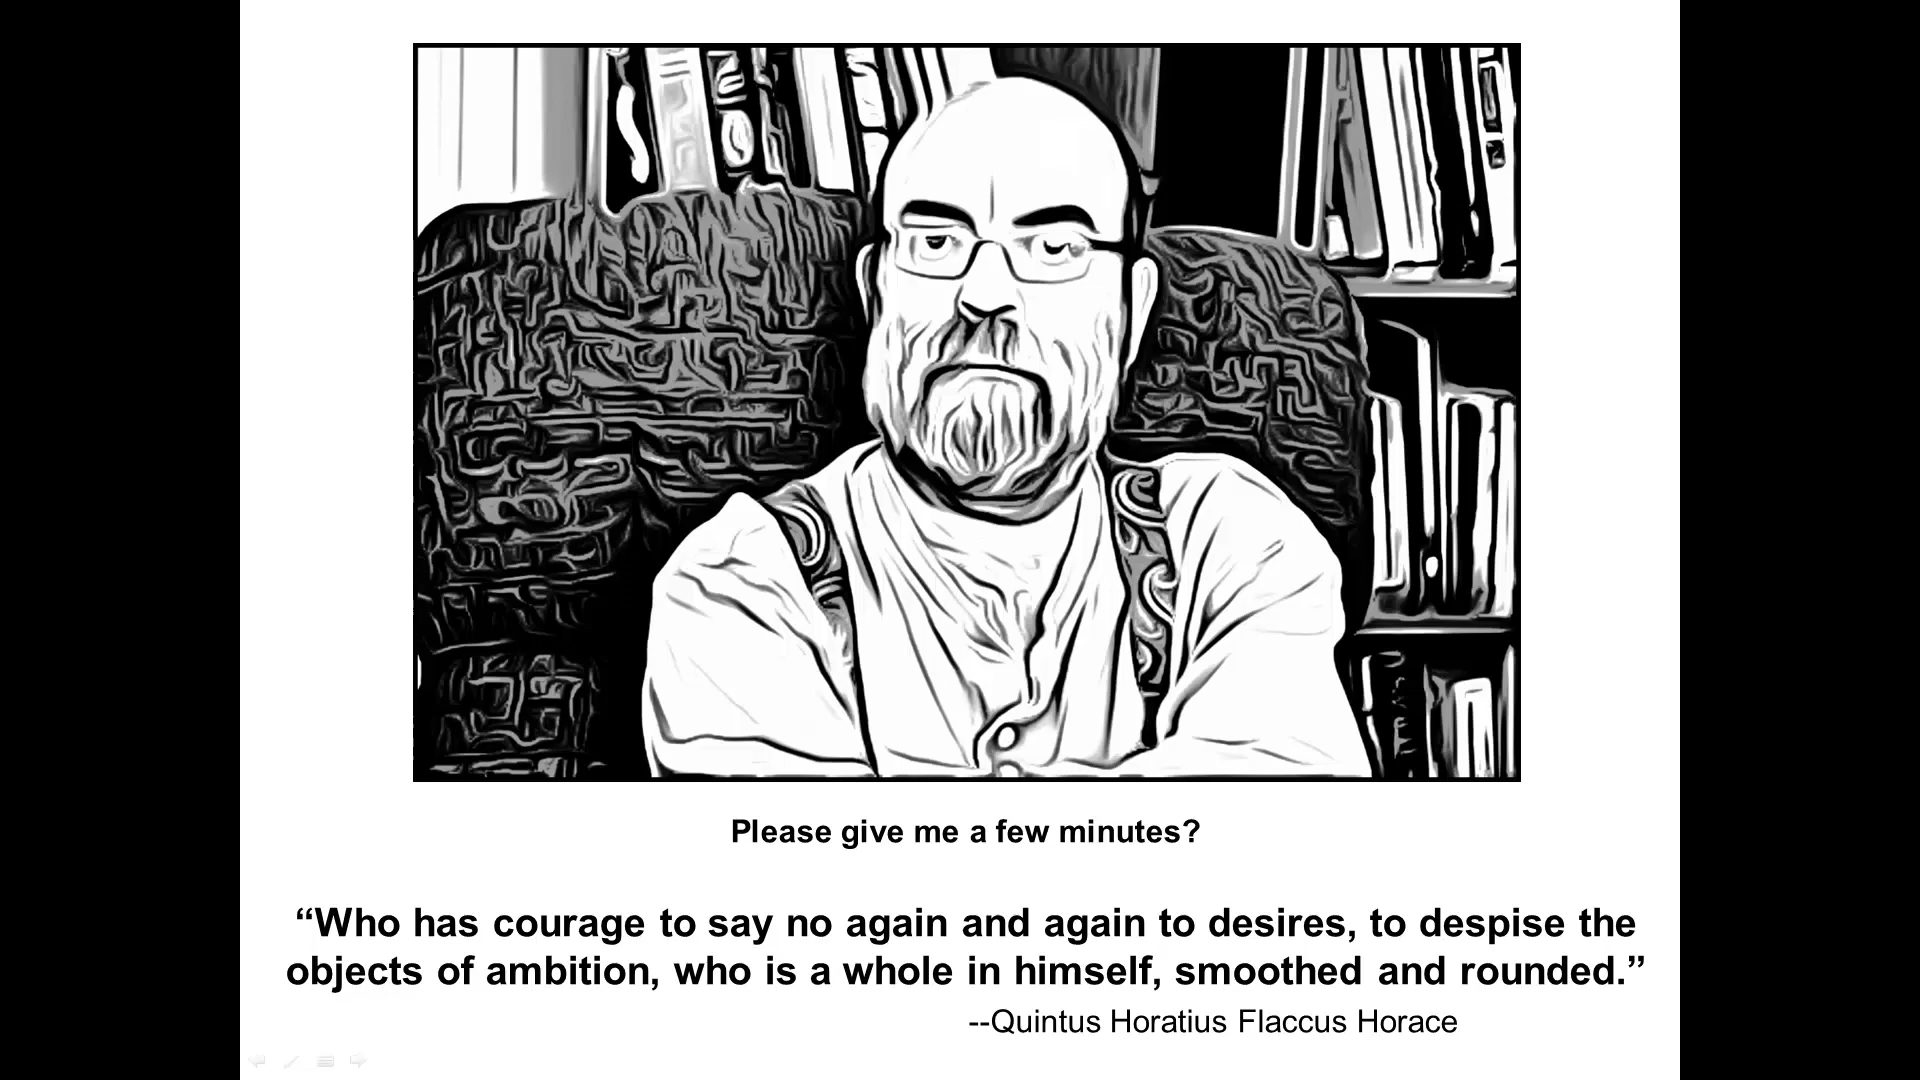 Please give me a few minutes?
“Who has courage to say no again and again to desires, to despise the
objects of ambition, who is a whole in himself, smoothed and rounded.”
--Quintus Horatius Flaccus Horace